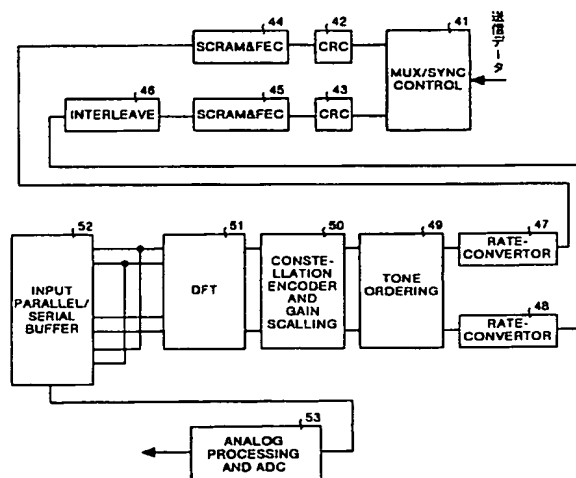 44
42
41
送信データ
SCRAM&FEC
CRC
MUX/SYNC
CONTROL
46
45
43
INTERLEAVE
SCRAM&FEC
CRC
52
51
50
49
47
INPUT
PARALLEL/
SERIAL
BUFFER
DFT
CONSTE-
LLATION
ENCODER
AND
GAIN
SCALLING
TONE
ORDERING
RATE-
CONVERTOR
48
RATE-
CONVERTOR
53
ANALOG
PROCESSING
AND ADC